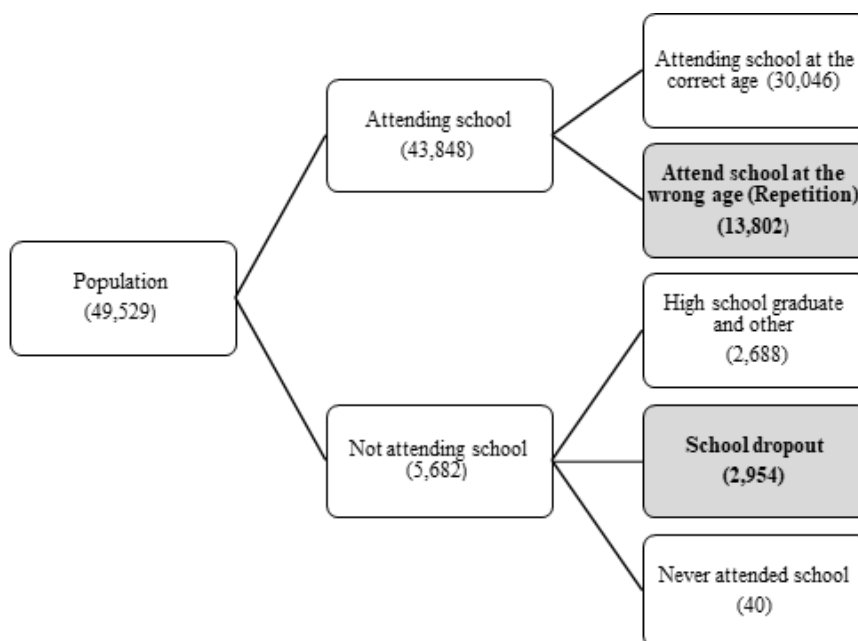 Attending school at the
correct age (30,046)
Attending school
(43,848)
Attend school at the
wrong age (Repetition)
(13,802)
Population
(49,529)
High school graduate
and other
(2,688)
Not attending school
(5,682)
School dropout
(2,954)
Never attended school
(40)